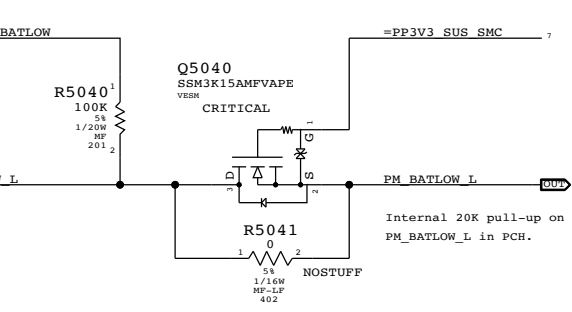 BATLOW
=PP3V3_SUS_SMC
7
Q5040
SSM3K15AMFVAPE
VESM
CRITICAL
R5040
1
100K
5%
1/20W
MF
201
2
1
G
D
S
3
2
_L
PM_BATLOW_L
OUT
Internal 20K pull-up on
PM_BATLOW_L in PCH.
R5041
0
1
2
5%
1/16W
MF-LF
402
NOSTUFF